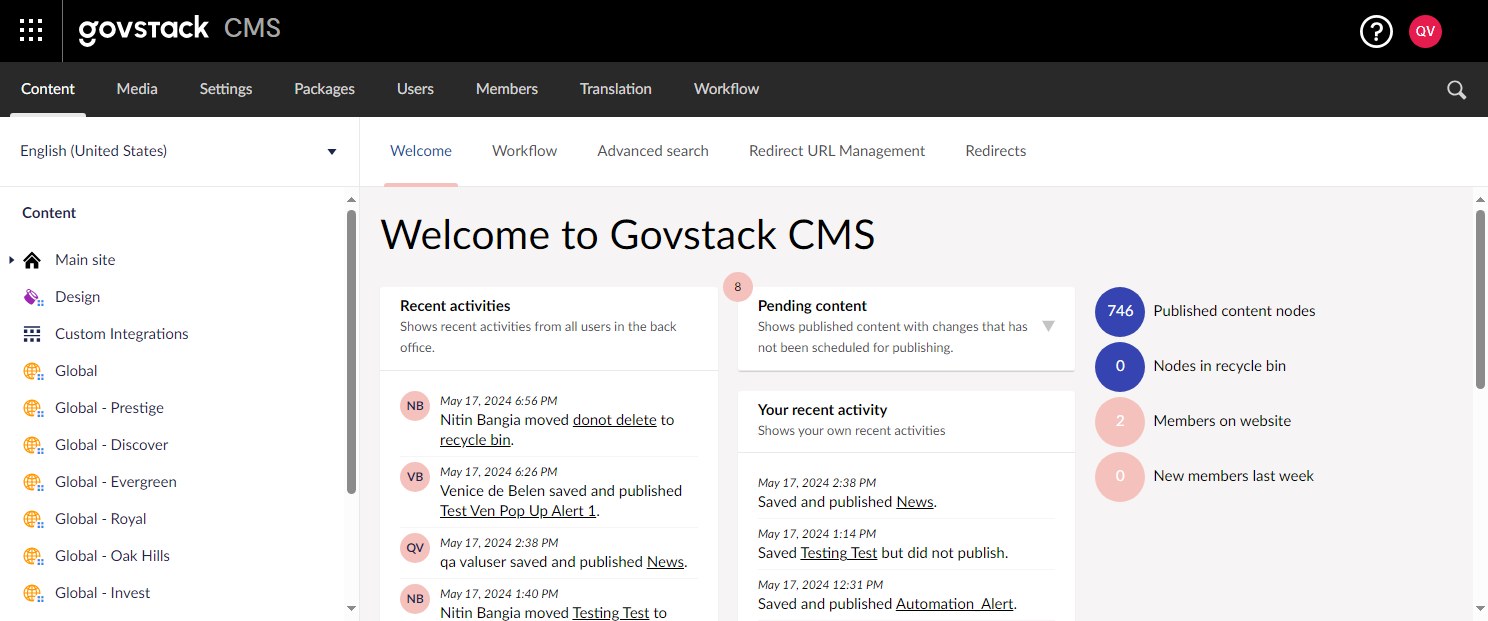 govstack CMS
QV
Content
Media
Settings
Packages
Users
Members
Translation
Workflow
English (United States)
Welcome
Workflow
Advanced search
Redirect URL Management
Redirects
Content
Main site
Design
Custom Integrations
Global
Global - Prestige
Global - Discover
Global - Evergreen
Global - Royal
Global - Oak Hills
Global - Invest
Welcome to Govstack CMS
Recent activities
Shows recent activities from all users in the back
office.
NB
May 17, 2024 6:56 PM
Nitin Bangia moved donot delete to
recycle bin.
VB
May 17, 2024 6:26 PM
Venice de Belen saved and published
Test Ven Pop Up Alert 1.
QV
May 17, 2024 2:38 PM
qa valuser saved and published News.
NB
May 17, 2024 1:40 PM
Nitin Bangia moved Testing Test to
8
Pending content
Shows published content with changes that has
not been scheduled for publishing.
Your recent activity
Shows your own recent activities
May 17, 2024 2:38 PM
Saved and published News.
May 17, 2024 1:14 PM
Saved Testing Test but did not publish.
May 17, 2024 12:31 PM
Saved and published Automation_Alert.
746 Published content nodes
0 Nodes in recycle bin
2 Members on website
0 New members last week